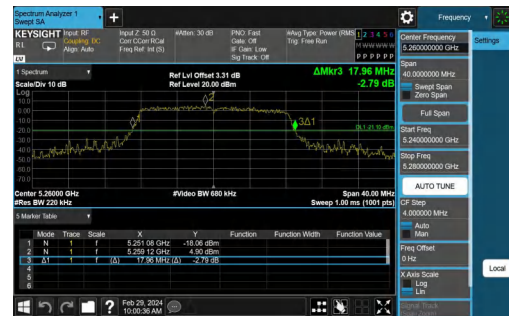 Spectrum Analyzer 1
Swept SA
Frequency
Settings
KEYSIGHT
RL
Input: RF
Coupling: DC
Align: Auto
Input Z: 50 Ω
Corr CCorr RCal
Freq Ref: Int (S)
#Atten: 30 dB
PNO: Fast
Gate: Off
IF Gain: Low
Sig Track: Off
#Avg Type: Power (RMS)
Trig: Free Run
1 2 3 4 5 6
M W W W W W
P P P P P P
LV
1 Spectrum
Scale/Div 10 dB
Ref Lvl Offset 3.31 dB
Ref Level 20.00 dBm
ΔMkr3 17.96 MHz
-2.79 dB
Log
10.0
0.00
-10.0
-20.0
-30.0
-40.0
-50.0
-60.0
-70.0
2
3Δ1
DL1 -21.10 dBm
Center 5.26000 GHz
#Res BW 220 kHz
#Video BW 680 kHz
Span 40.00 MHz
Sweep 1.00 ms (1001 pts)
5 Marker Table
Mode Trace Scale X Y Function Function Width Function Value
1 N 1 f 5.251 08 GHz -18.06 dBm
2 N 1 f 5.259 12 GHz 4.90 dBm
3 Δ1 1 f (Δ) 17.96 MHz (Δ) -2.79 dB
4
5
6
Feb 29, 2024
10:00:36 AM
Center Frequency
5.260000000 GHz
Span
40.0000000 MHz
Swept Span
Zero Span
Full Span
Start Freq
5.240000000 GHz
Stop Freq
5.280000000 GHz
AUTO TUNE
CF Step
4.000000 MHz
Auto
Man
Freq Offset
0 Hz
X Axis Scale
Log
Lin
Signal Track
Local